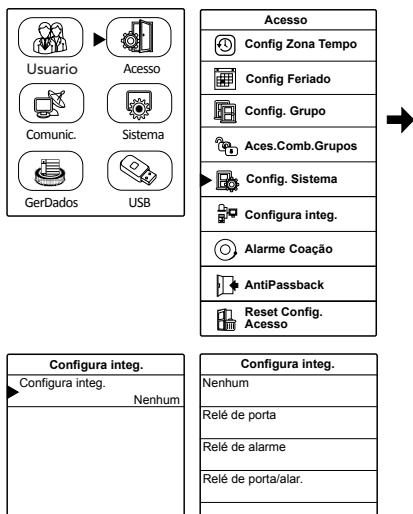 Usuario
Acesso
Comunic.
Sistema
GerDados
USB
Acesso
Config Zona Tempo
Config Feriado
Config. Grupo
Aces.Comb.Grupos
Config. Sistema
Configura integ.
Alarme Coação
AntiPassback
Reset Config.
Acesso
Configura integ.
Configura integ.
Nenhum
Configura integ.
Nenhum
Relé de porta
Relé de alarme
Relé de porta/alar.